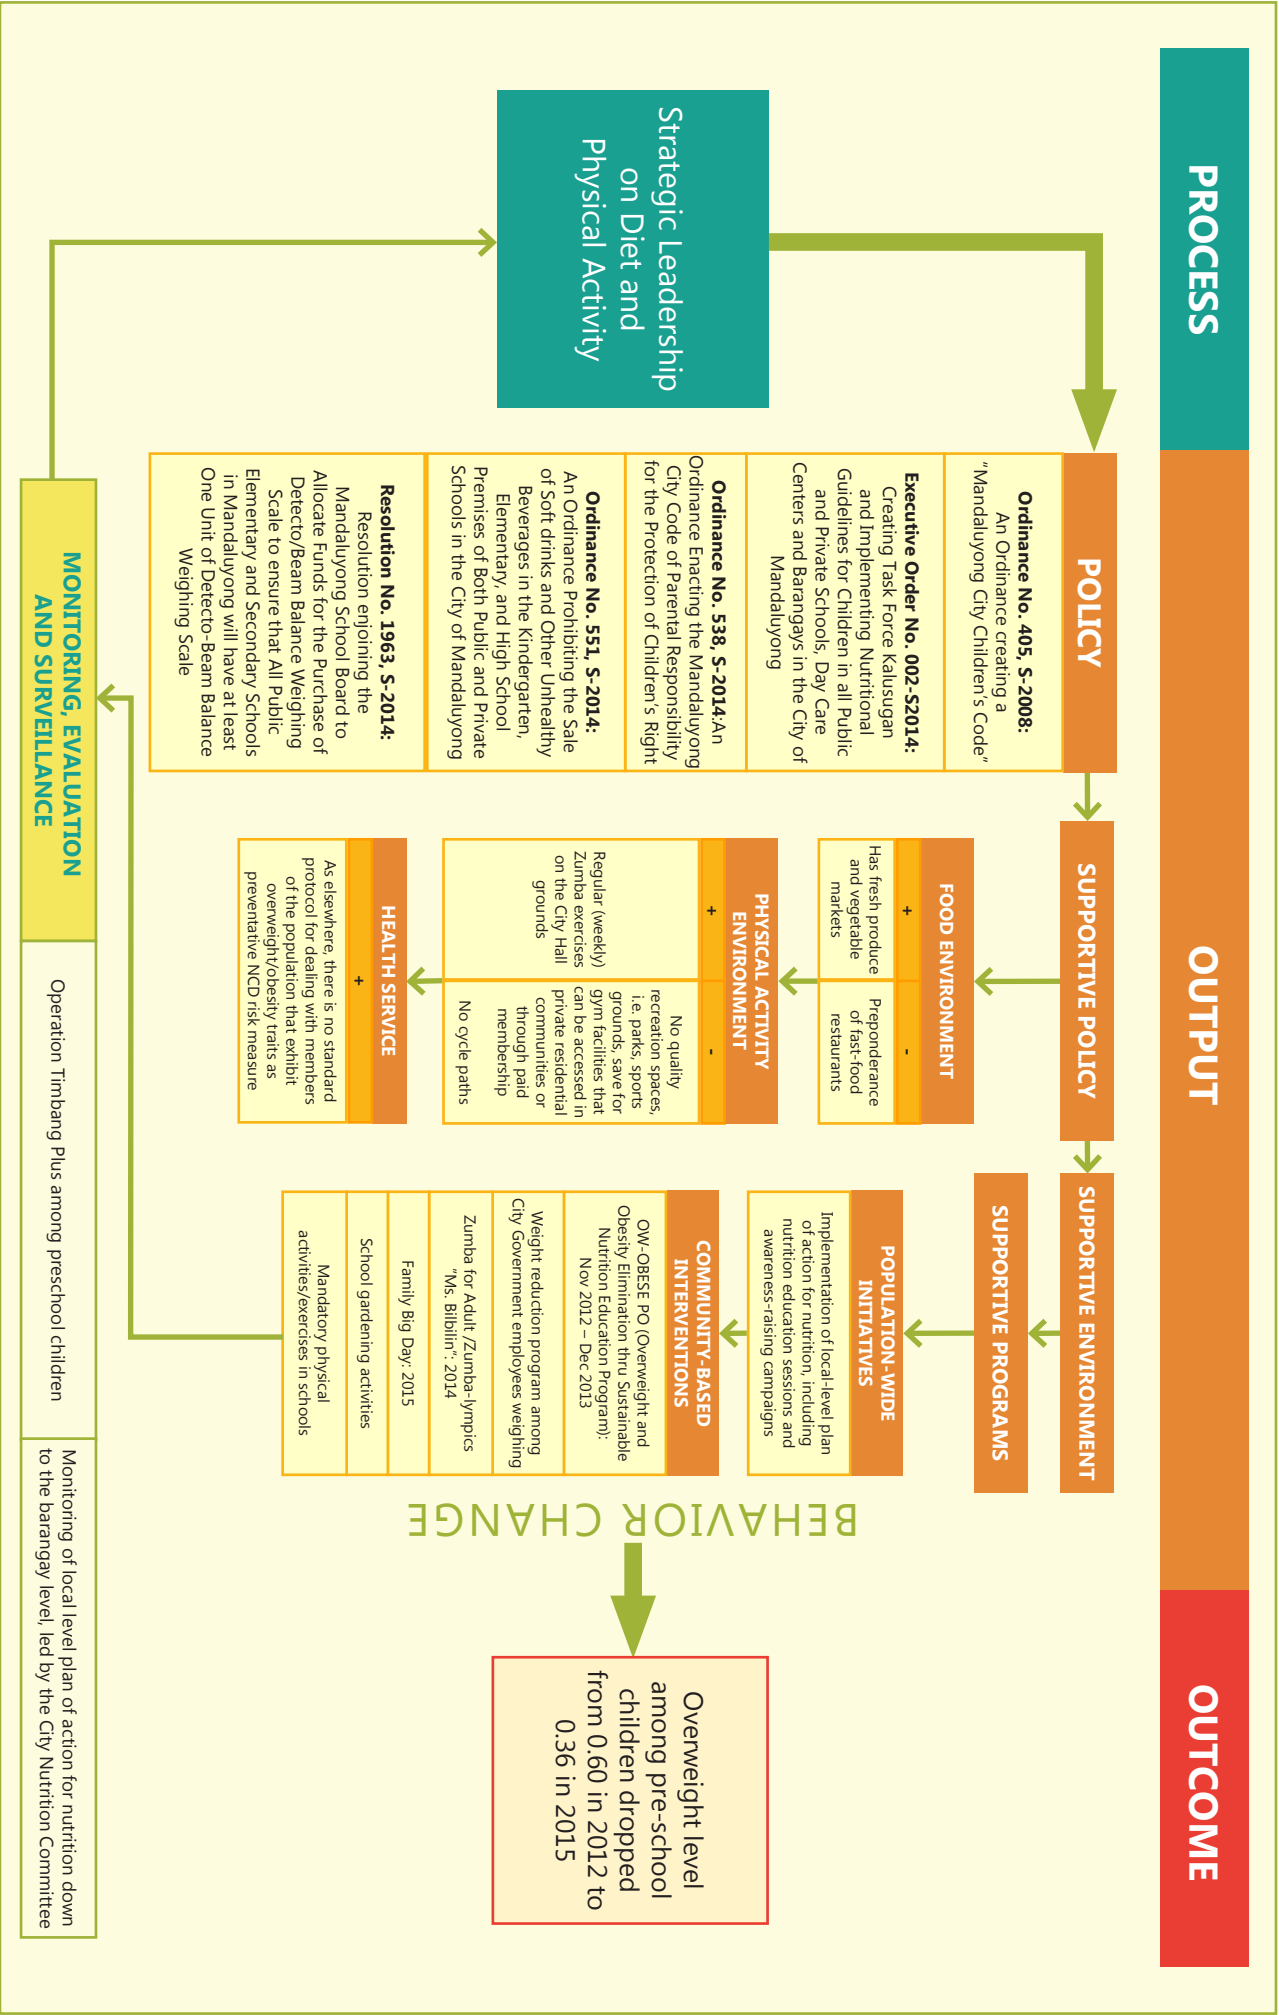 PROCESS
OUTPUT
OUTCOME
Strategic Leadership
on Diet and
Physical Activity
POLICY
Ordinance No. 405, S-2008:
An Ordinance creating a
“Mandaluyong City Children’s Code”
Executive Order No. 002-S2014:
Creating Task Force Kalusugan
and Implementing Nutritional
Guidelines for Children in all Public
and Private Schools, Day Care
Centers and Barangays in the City of
Mandaluyong
Ordinance No. 538, S-2014:An
Ordinance Enacting the Mandaluyong
City Code of Parental Responsibility
for the Protection of Children’s Right
Ordinance No. 551, S-2014:
An Ordinance Prohibiting the Sale
of Soft drinks and Other Unhealthy
Beverages in the Kindergarten,
Elementary, and High School
Premises of Both Public and Private
Schools in the City of Mandaluyong
Resolution No. 1963, S-2014:
Resolution enjoining the
Mandaluyong School Board to
Allocate Funds for the Purchase of
Detecto/Beam Balance Weighing
Scale to ensure that All Public
Elementary and Secondary Schools
in Mandaluyong will have at least
One Unit of Detecto-Beam Balance
Weighing Scale
SUPPORTIVE POLICY
FOOD ENVIRONMENT
+
-
Has fresh produce
and vegetable
markets
Preponderance
of fast-food
restaurants
PHYSICAL ACTIVITY
ENVIRONMENT
+
-
Regular (weekly)
Zumba exercises
on the City Hall
grounds
No quality
recreation spaces,
i.e. parks, sports
grounds, save for
gym facilities that
can be accessed in
private residential
communities or
through paid
membership
No cycle paths
HEALTH SERVICE
+
As elsewhere, there is no standard
protocol for dealing with members
of the population that exhibit
overweight/obesity traits as
preventative NCD risk measure
SUPPORTIVE ENVIRONMENT
SUPPORTIVE PROGRAMS
POPULATION-WIDE
INITIATIVES
Implementation of local-level plan
of action for nutrition, including
nutrition education sessions and
awareness-raising campaigns
COMMUNITY-BASED
INTERVENTIONS
OW-OBESE PO (Overweight and
Obesity Elimination thru Sustainable
Nutrition Education Program):
Nov 2012 – Dec 2013
Weight reduction program among
City Government employees weighing
Zumba for Adult /Zumba-lympics
“Ms. Bilbilin“: 2014
Family Big Day: 2015
School gardening activities
Mandatory physical
activities/exercises in schools
BEHAVIOR CHANGE
Overweight level
among pre-school
children dropped
from 0.60 in 2012 to
0.36 in 2015
MONITORING, EVALUATION
AND SURVEILLANCE
Operation Timbang Plus among preschool children
Monitoring of local level plan of action for nutrition down
to the barangay level, led by the City Nutrition Committee